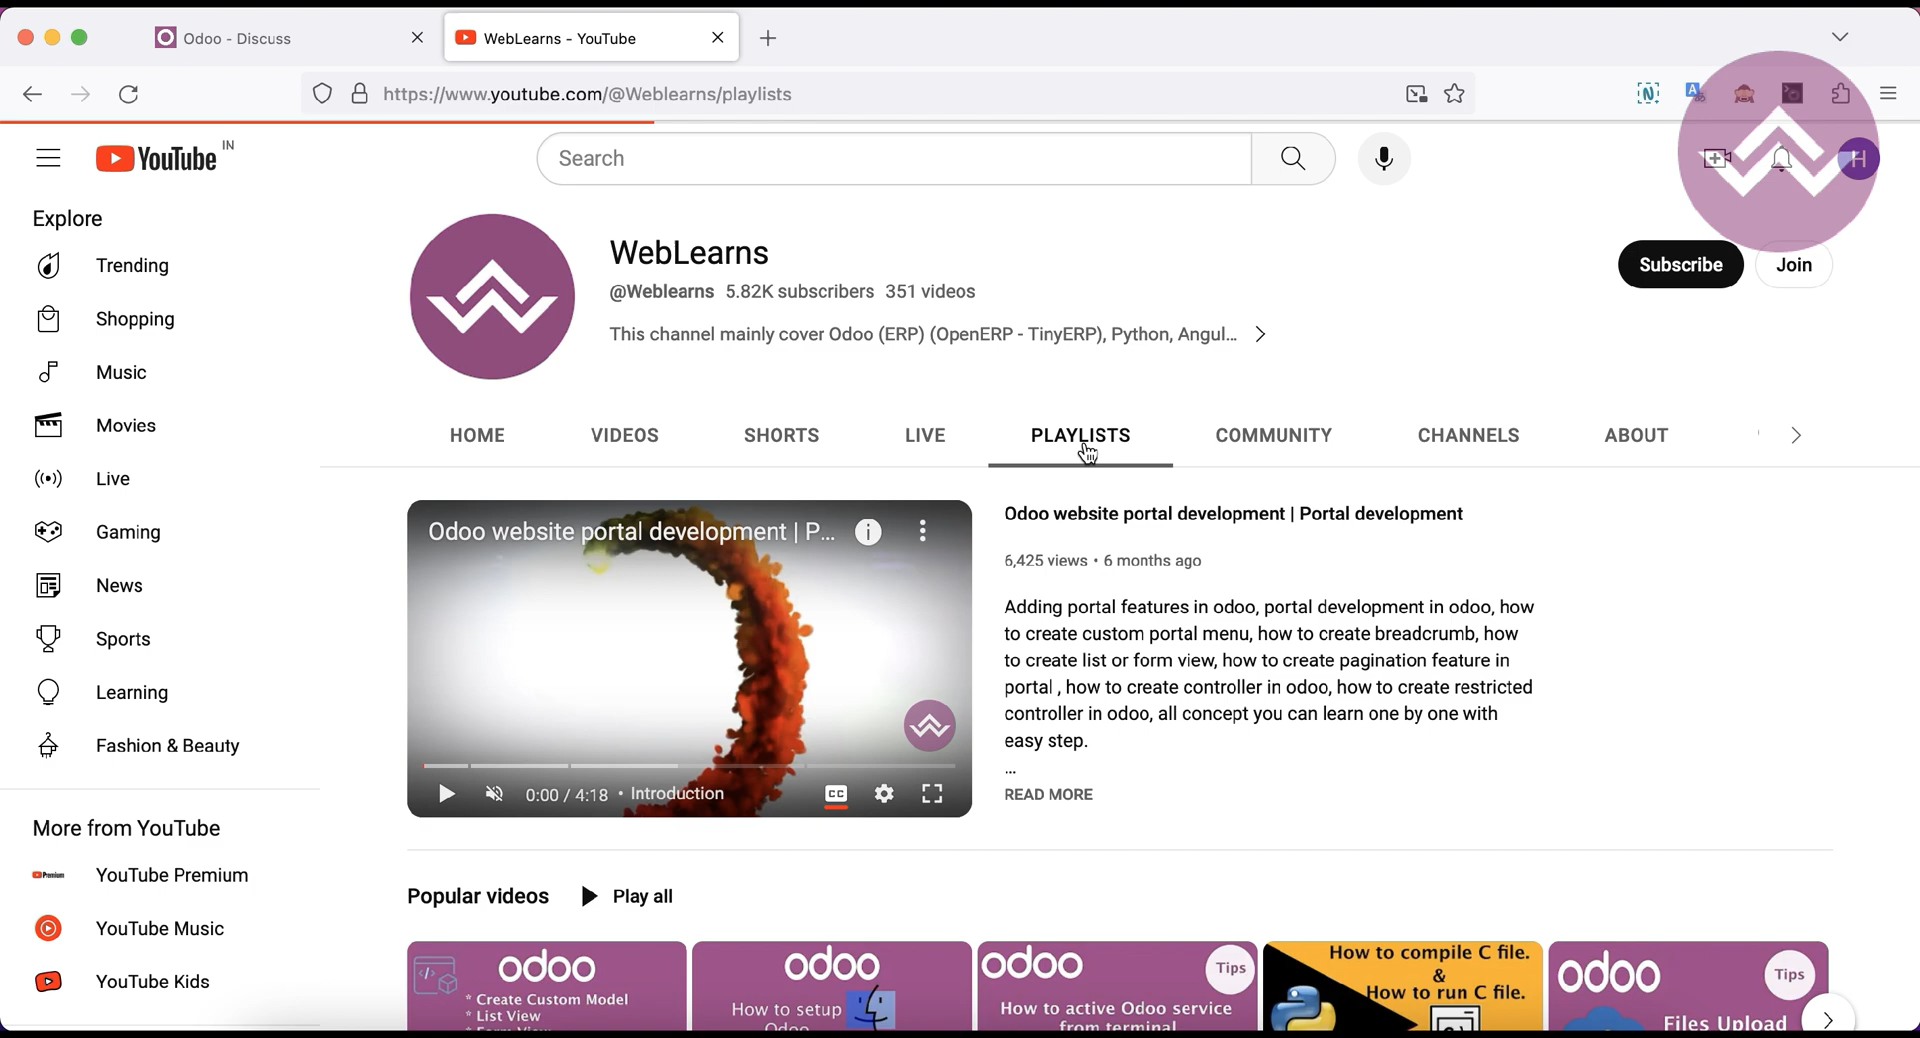 Odoo - Discuss
WebLearns - YouTube
https://www.youtube.com/@Weblearns/playlists
YouTube IN
Search
H
Explore
Trending
Shopping
Music
Movies
Live
Gaming
News
Sports
Learning
Fashion & Beauty
More from YouTube
Premium YouTube Premium
YouTube Music
YouTube Kids
WebLearns
@Weblearns 5.82K subscribers 351 videos
This channel mainly cover Odoo (ERP) (OpenERP - TinyERP), Python, Angul...
Subscribe
Join
HOME VIDEOS SHORTS LIVE PLAYLISTS COMMUNITY CHANNELS ABOUT
Odoo website portal development | P...
0:00 / 4:18 • Introduction
CC
Odoo website portal development | Portal development
6,425 views • 6 months ago
Adding portal features in odoo, portal development in odoo, how
to create custom portal menu, how to create breadcrumb, how
to create list or form view, how to create pagination feature in
portal , how to create controller in odoo, how to create restricted
controller in odoo, all concept you can learn one by one with
easy step.
...
READ MORE
Popular videos Play all
odoo
* Create Custom Model
* List View
odoo
How to setup
Odoo
odoo
Tips
How to active Odoo service
from terminal
How to compile C file.
&
How to run C file.
odoo
Tips
Files Upload